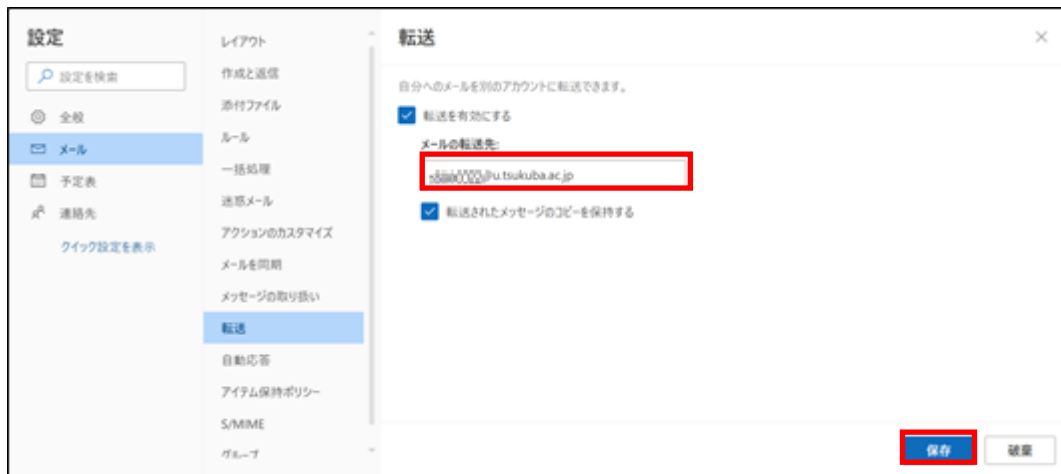 設定
設定を検索
全般
メール
予定表
連絡先
クイック設定を表示
レイアウト
作成と返信
添付ファイル
ルール
一括処理
迷惑メール
アクションのカスタマイズ
メールを同期
メッセージの取り扱い
転送
自動応答
アイテム保持ポリシー
S/MIME
グループ
転送
自分へのメールを別のアカウントに転送できます。
転送を有効にする
メールの転送先:
@u.tsukuba.ac.jp
転送されたメッセージのコピーを保持する
保存
破棄